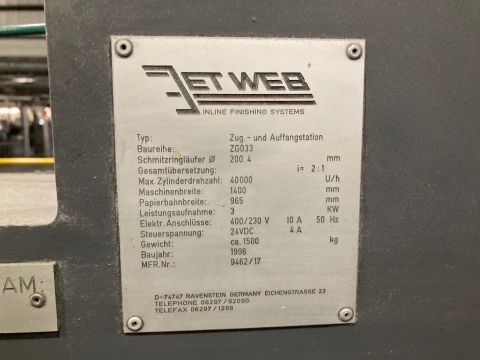 JET WEB
INLINE FINISHING SYSTEMS
Typ: Zug.- und Auffangstation
Baureihe: ZG033
Schmitzringläufer Ø 200.4 mm
Gesamtübersetzung: i= 2:1
Max. Zylinderdrehzahl: 40000 U/h
Maschinenbreite: 1400 mm
Papierbahnbreite: 965 mm
Leistungsaufnahme: 3 KW
Elektr. Anschlüsse: 400/230 V 10 A 50 Hz
Steuerspannung: 24VDC 4 A
Gewicht: ca. 1500 kg
Baujahr: 1996
MFR.Nr.: 9462/17
D-74747 RAVENSTEIN GERMANY EICHENSTRASSE 23
TELEPHONE 06297/92090
TELEFAX 06297/1298
AM: